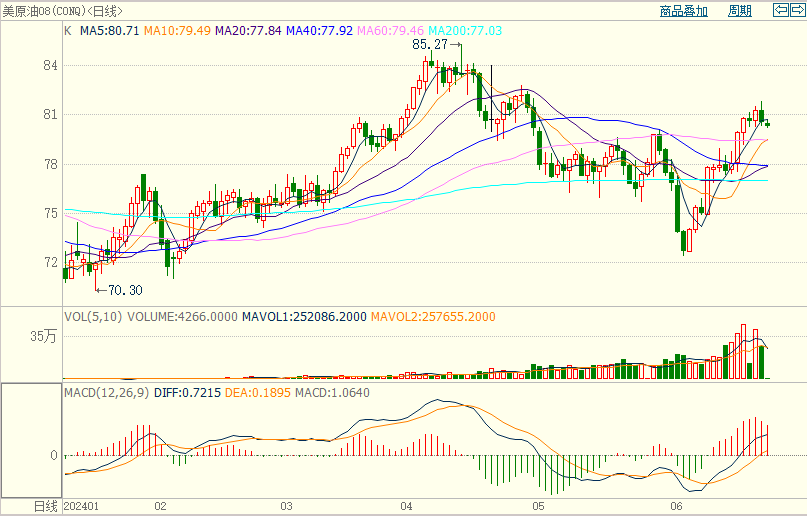 美原油08(CONQ)<日线> 商品叠加 周期
K MA5:80.71 MA10:79.49 MA20:77.84 MA40:77.92 MA60:79.46 MA200:77.03
85.27
84
81
78
75
72
70.30
VOL(5,10) VOLUME:4266.0000 MAVOL1:252086.2000 MAVOL2:257655.2000
35万
MACD(12,26,9) DIFF:0.7215 DEA:0.1895 MACD:1.0640
0
日线 202401 02 03 04 05 06